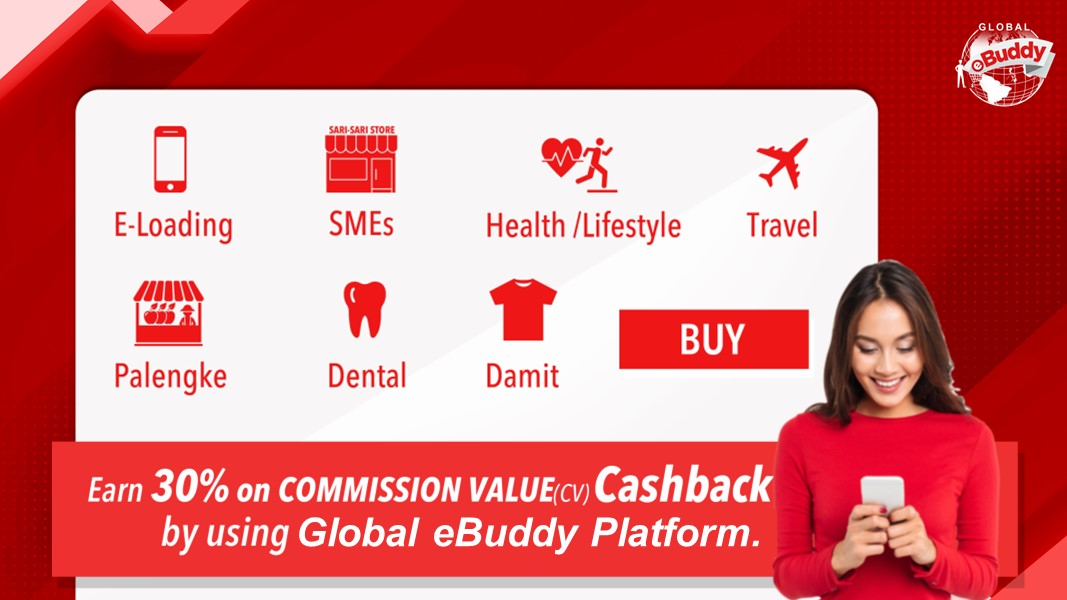 GLOBAL
eBuddy
SARI-SARI STORE
E-Loading
SMEs
Health /Lifestyle
Travel
Palengke
Dental
Damit
BUY
Earn 30% on COMMISSION VALUE(CV) Cashback
by using Global eBuddy Platform.